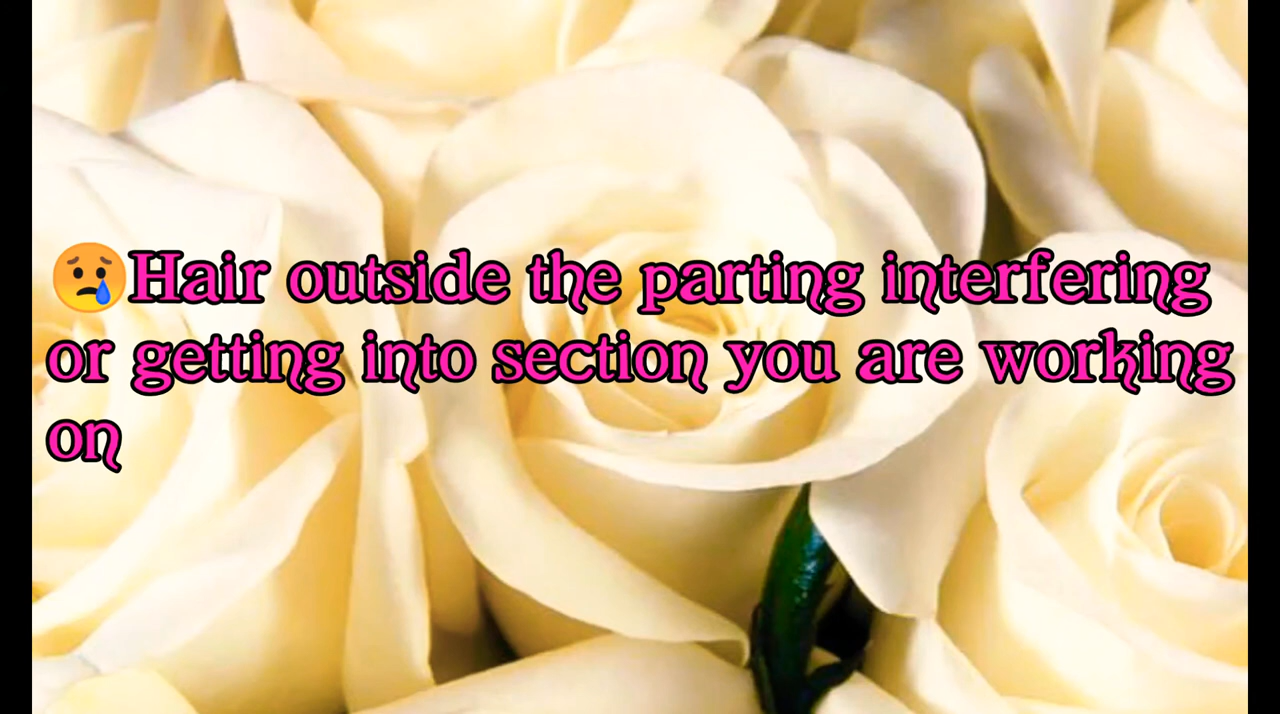 😢Hair outside the parting interfering
or getting into section you are working
on